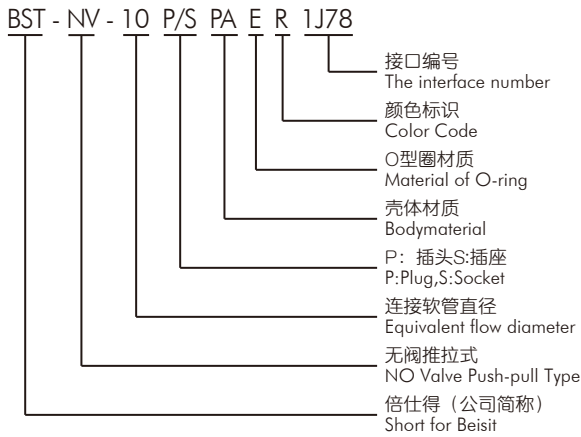 BST - NV - 10 P/S PA E R 1J78
接口编号
The interface number
颜色标识
Color Code
O型圈材质
Material of O-ring
壳体材质
Bodymaterial
P：插头S:插座
P:Plug,S:Socket
连接软管直径
Equivalent flow diameter
无阀推拉式
NO Valve Push-pull Type
倍仕得（公司简称）
Short for Beisit